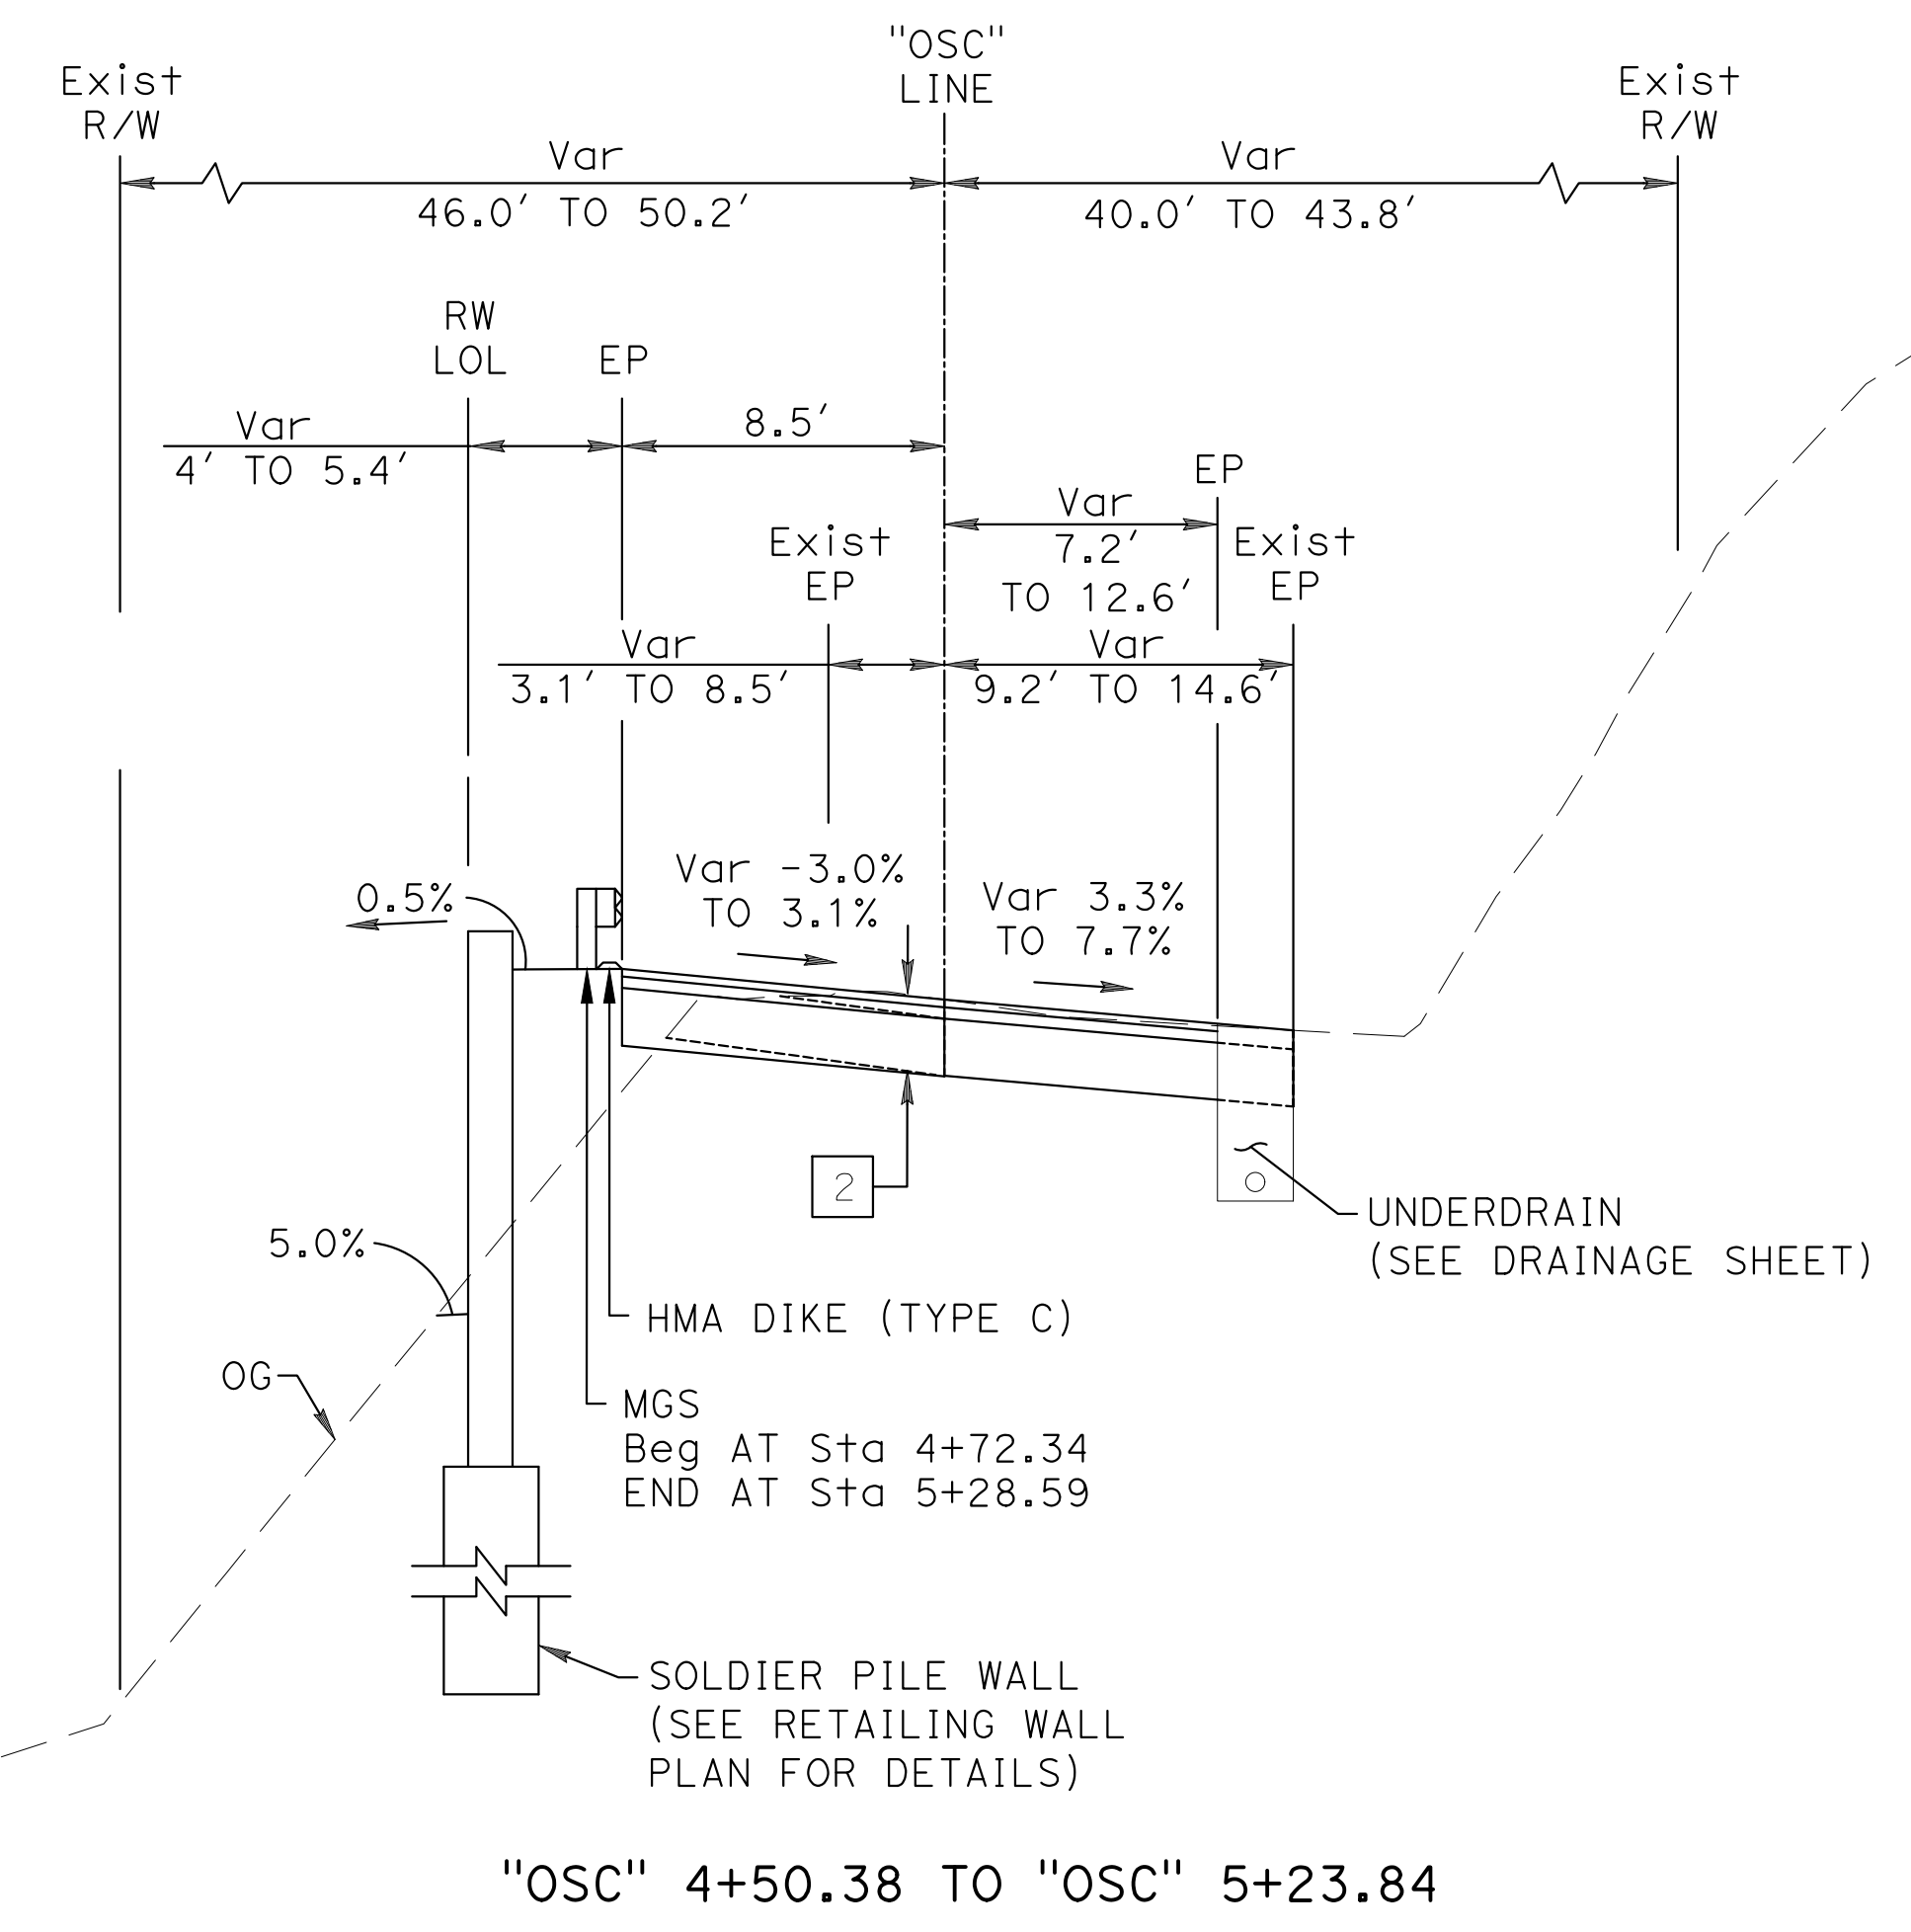 "OSC"
LINE
Exist
R/W
Exist
R/W
Var
46.0' TO 50.2'
Var
40.0' TO 43.8'
RW
LOL
EP
Var
4' TO 5.4'
8.5'
EP
Var
7.2'
TO 12.6'
Exist
EP
Exist
EP
Var
3.1' TO 8.5'
Var
9.2' TO 14.6'
0.5%
Var -3.0%
TO 3.1%
Var 3.3%
TO 7.7%
2
UNDERDRAIN
(SEE DRAINAGE SHEET)
5.0%
HMA DIKE (TYPE C)
OG
MGS
Beg AT Sta 4+72.34
END AT Sta 5+28.59
SOLDIER PILE WALL
(SEE RETAILING WALL
PLAN FOR DETAILS)
"OSC" 4+50.38 TO "OSC" 5+23.84